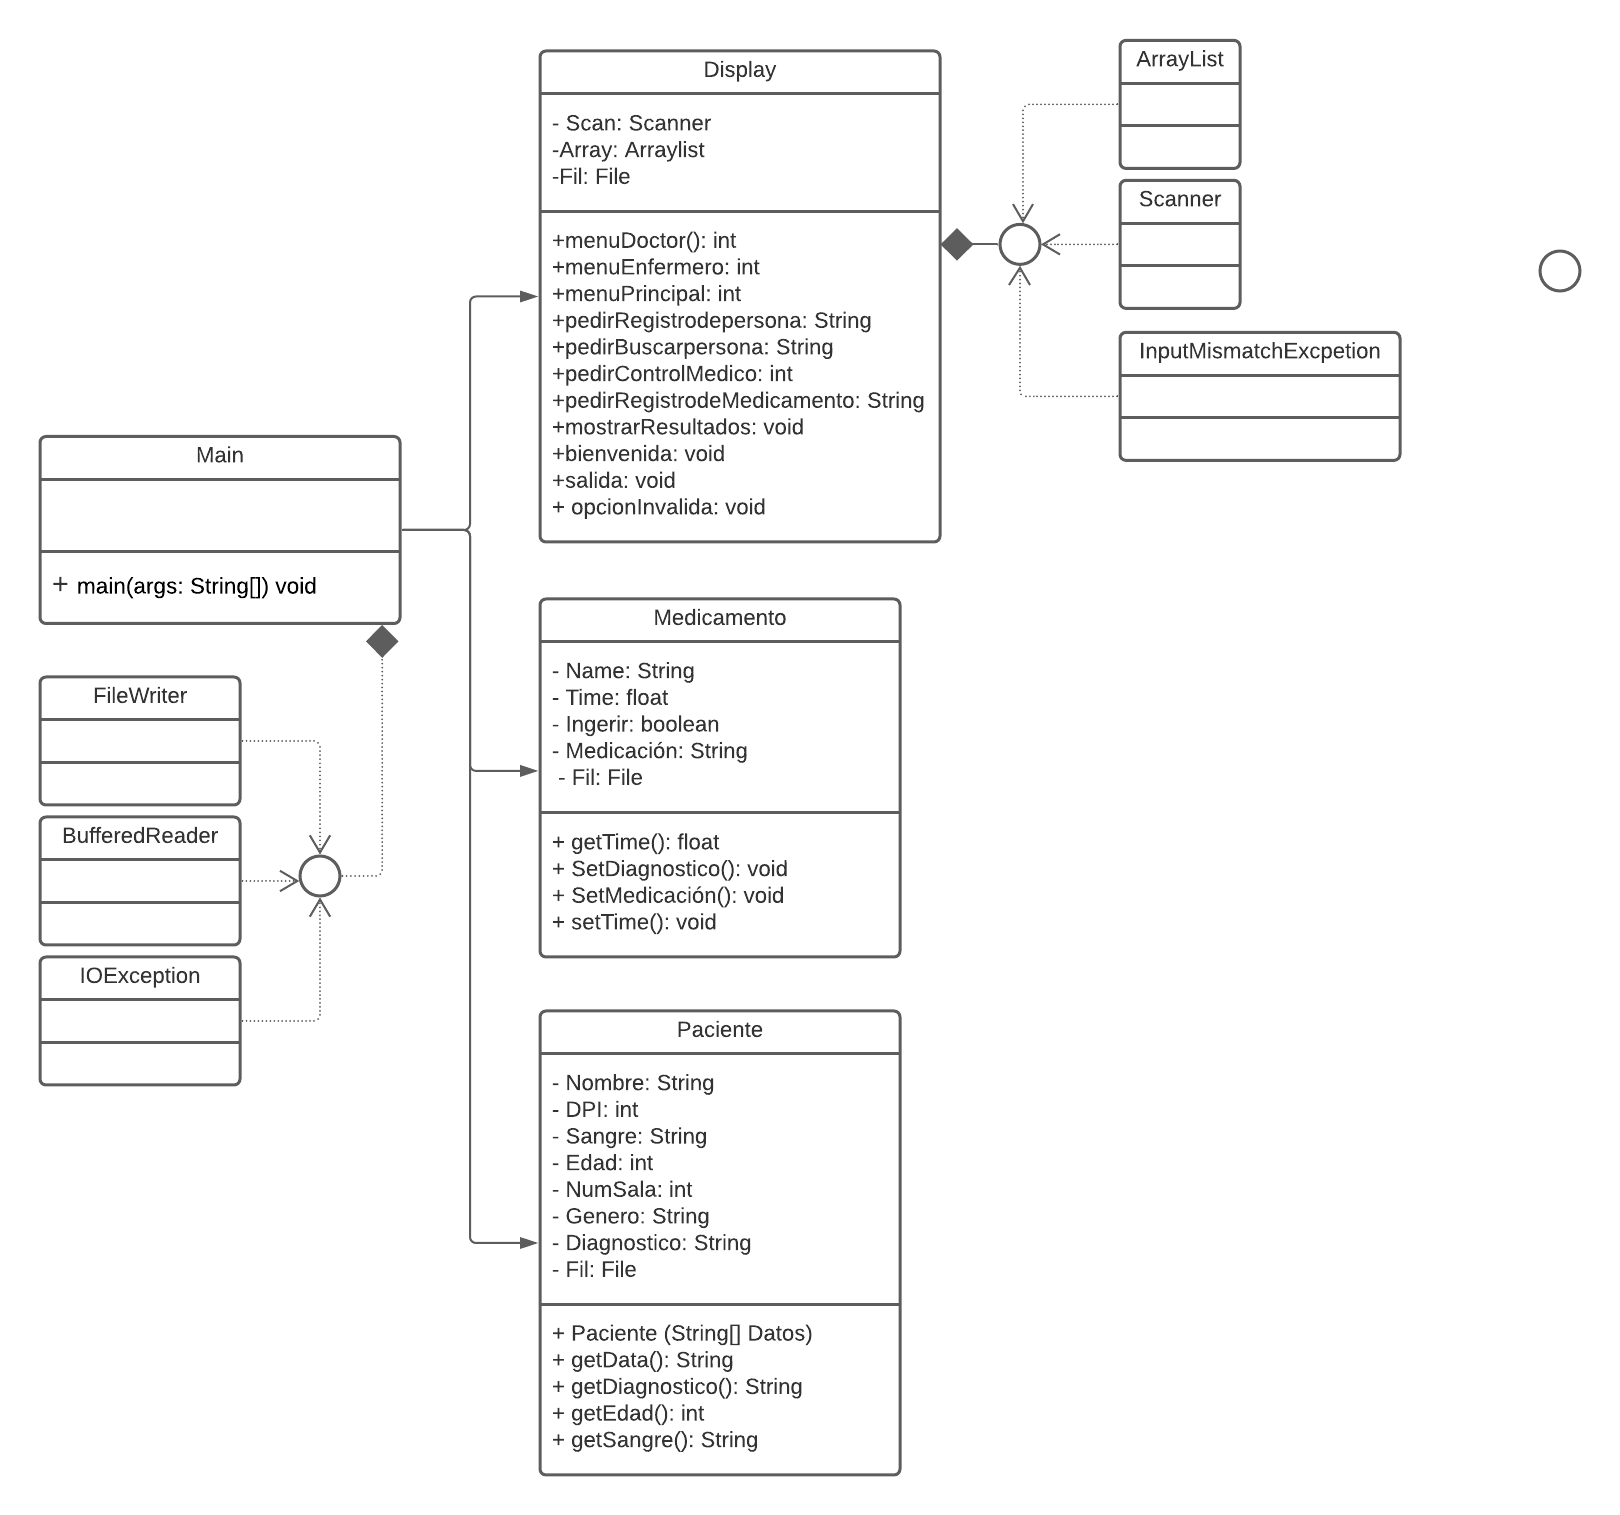 Display
- Scan: Scanner
-Array: Arraylist
-Fil: File
+menuDoctor(): int
+menuEnfermero: int
+menuPrincipal: int
+pedirRegistrodepersona: String
+pedirBuscarpersona: String
+pedirControlMedico: int
+pedirRegistrodeMedicamento: String
+mostrarResultados: void
+bienvenida: void
+salida: void
+ opcionInvalida: void
ArrayList
Scanner
InputMismatchExcpetion
Main
+ main(args: String[]) void
FileWriter
BufferedReader
IOException
Medicamento
- Name: String
- Time: float
- Ingerir: boolean
- Medicación: String
- Fil: File
+ getTime(): float
+ SetDiagnostico(): void
+ SetMedicación(): void
+ setTime(): void
Paciente
- Nombre: String
- DPI: int
- Sangre: String
- Edad: int
- NumSala: int
- Genero: String
- Diagnostico: String
- Fil: File
+ Paciente (String[] Datos)
+ getData(): String
+ getDiagnostico(): String
+ getEdad(): int
+ getSangre(): String